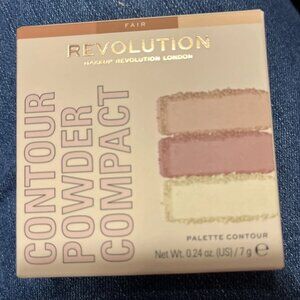 FAIR
REVOLUTION
MAKEUP REVOLUTION LONDON
CONTOUR
POWDER
COMPACT
PALETTE CONTOUR
Net Wt. 0.24 oz. (US) / 7 g ℮